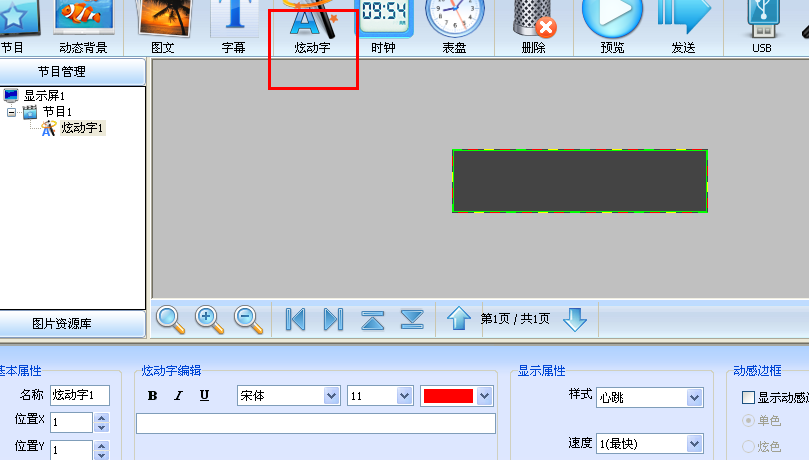 09:54
节目 动态背景 图文 字幕 炫动字 时钟 表盘 删除 预览 发送 USB
节目管理
显示屏1
节目1
炫动字1
图片资源库
第1页 / 共1页
基本属性 炫动字编辑 显示属性 动感边框
名称 炫动字1 B I U 宋体 11 样式 心跳 显示动感
位置X 1 单色
位置Y 1 速度 1(最快) 炫色